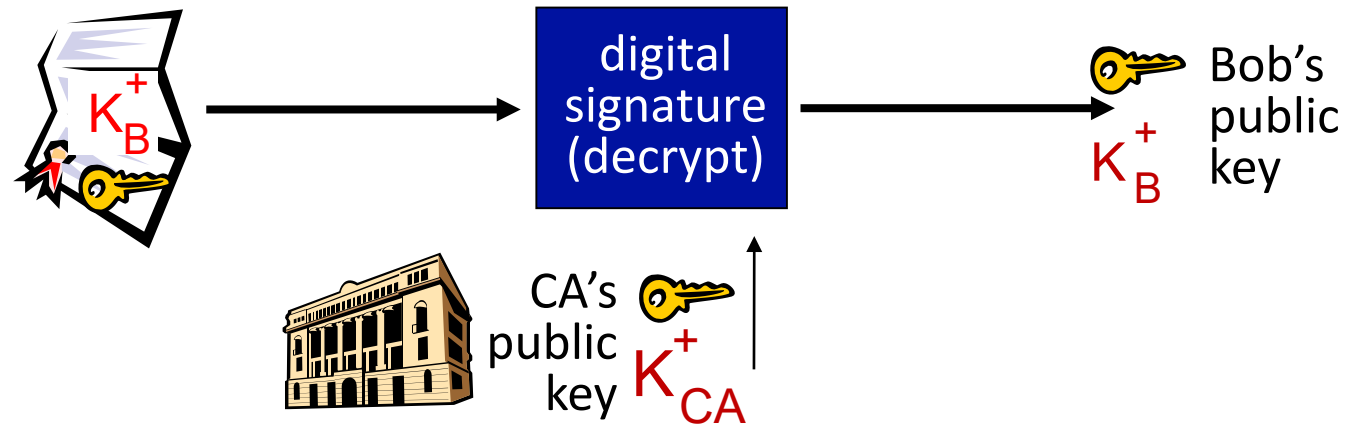 K+B
digital
signature
(decrypt)
Bob’s
public
key
K+B
CA’s
public
key
K+CA